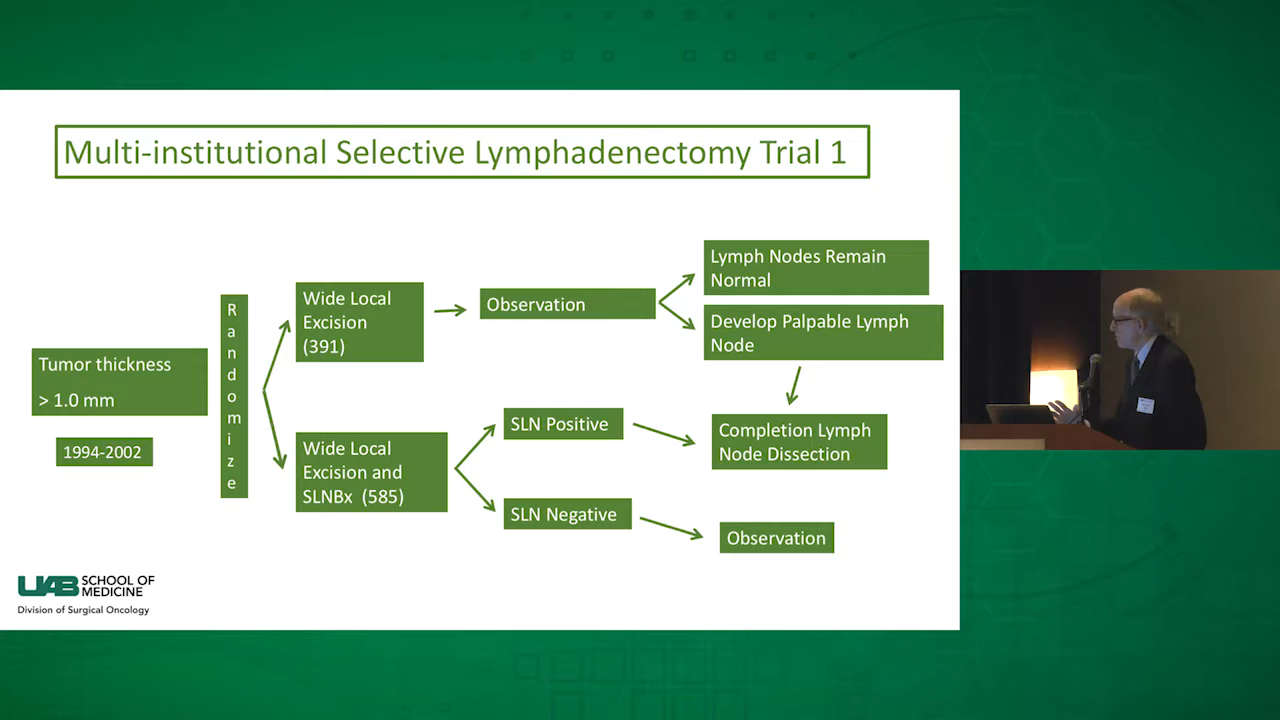 Multi-institutional Selective Lymphadenectomy Trial 1
Tumor thickness
> 1.0 mm
1994-2002
Randomize
Wide Local
Excision
(391)
Observation
Lymph Nodes Remain
Normal
Develop Palpable Lymph
Node
Wide Local
Excision and
SLNBx (585)
SLN Positive
Completion Lymph
Node Dissection
SLN Negative
Observation
UAB SCHOOL OF
MEDICINE
Division of Surgical Oncology